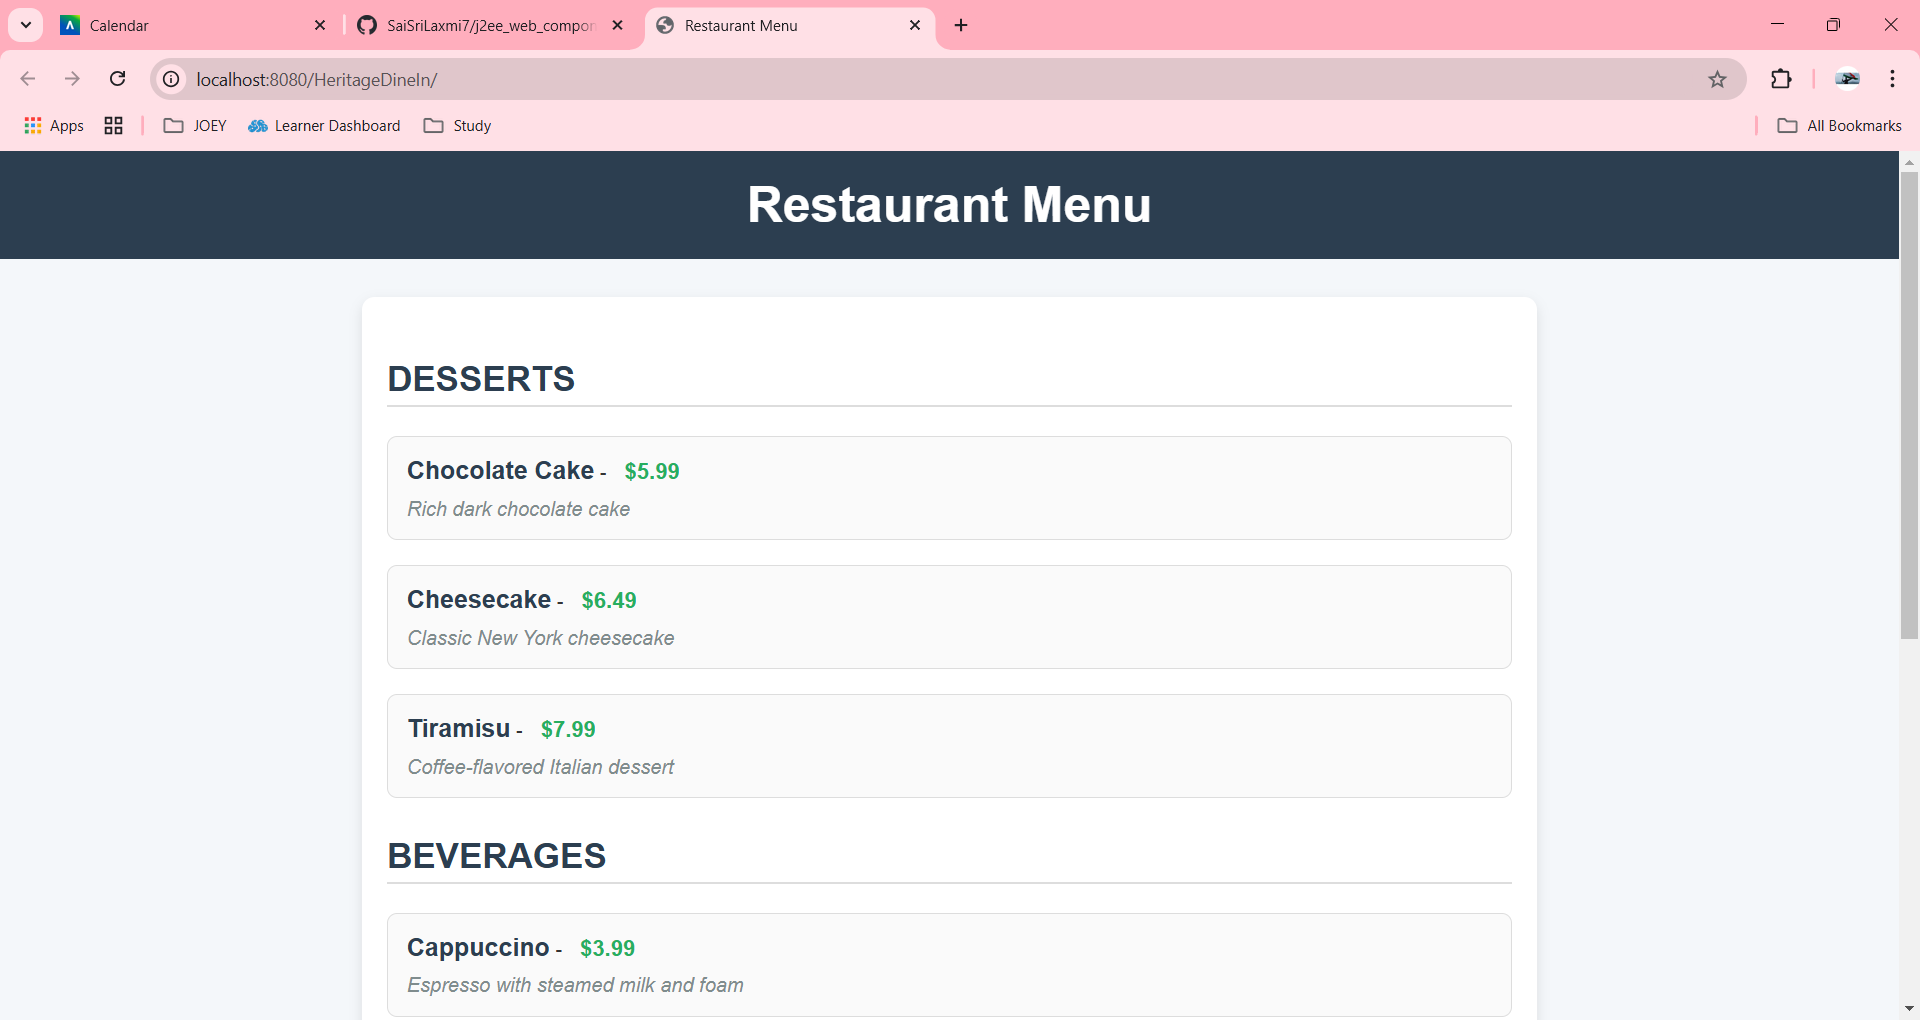 Calendar
SaiSriLaxmi7/j2ee_web_compon
Restaurant Menu
localhost:8080/HeritageDineIn/
Apps
JOEY
Learner Dashboard
Study
All Bookmarks
Restaurant Menu
DESSERTS
Chocolate Cake - $5.99
Rich dark chocolate cake
Cheesecake - $6.49
Classic New York cheesecake
Tiramisu - $7.99
Coffee-flavored Italian dessert
BEVERAGES
Cappuccino - $3.99
Espresso with steamed milk and foam